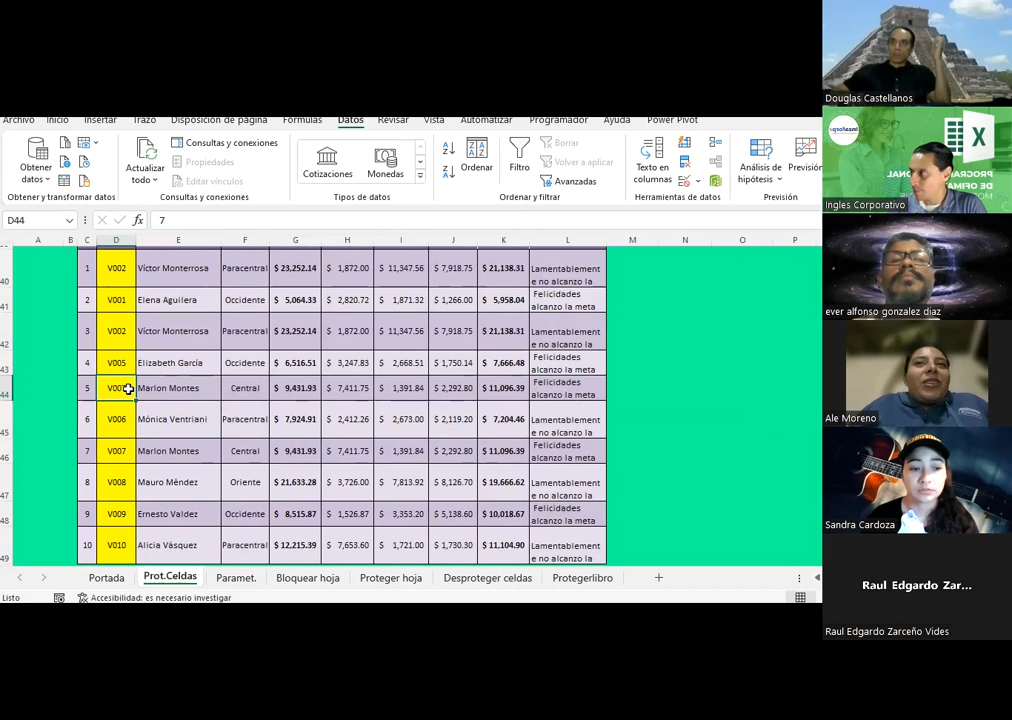 Archivo Inicio Insertar Trazo Disposición de página Fórmulas Datos Revisar Vista Automatizar Programador Ayuda Power Pivot
Obtener datos
Obtener y transformar datos
Actualizar todo
Consultas y conexiones
Propiedades
Editar vínculos
Consultas y conexiones
Cotizaciones
Monedas
Tipos de datos
Ordenar
Filtro
Borrar
Volver a aplicar
Avanzadas
Ordenar y filtrar
Texto en columnas
Herramientas de datos
Análisis de hipótesis
Previsión
Previsión
D44
fx 7
A B C D E F G H I J K L M N O P
40 1 V002 Víctor Monterrosa Paracentral $ 23,252.14 $ 1,872.00 $ 11,347.56 $ 7,918.75 $ 21,138.31 Lamentablement e no alcanzo la
41 2 V001 Elena Aguilera Occidente $ 5,064.33 $ 2,820.72 $ 1,871.32 $ 1,266.00 $ 5,958.04 Felicidades alcanzo la meta
42 3 V002 Víctor Monterrosa Paracentral $ 23,252.14 $ 1,872.00 $ 11,347.56 $ 7,918.75 $ 21,138.31 Lamentablement e no alcanzo la
43 4 V005 Elizabeth García Occidente $ 6,516.51 $ 3,247.83 $ 2,668.51 $ 1,750.14 $ 7,666.48 Felicidades alcanzo la meta
44 5 V007 Marlon Montes Central $ 9,431.93 $ 7,411.75 $ 1,391.84 $ 2,292.80 $ 11,096.39 Felicidades alcanzo la meta
45 6 V006 Mónica Ventriani Paracentral $ 7,924.91 $ 2,412.26 $ 2,673.00 $ 2,119.20 $ 7,204.46 Lamentablement e no alcanzo la
46 7 V007 Marlon Montes Central $ 9,431.93 $ 7,411.75 $ 1,391.84 $ 2,292.80 $ 11,096.39 Felicidades alcanzo la meta
47 8 V008 Mauro Méndez Oriente $ 21,633.28 $ 3,726.00 $ 7,813.92 $ 8,126.70 $ 19,666.62 Lamentablement e no alcanzo la
48 9 V009 Ernesto Valdez Occidente $ 8,515.87 $ 1,526.87 $ 3,353.20 $ 5,138.60 $ 10,018.67 Felicidades alcanzo la meta
49 10 V010 Alicia Vásquez Paracentral $ 12,215.39 $ 7,653.60 $ 1,721.00 $ 1,730.30 $ 11,104.90 Lamentablement e no alcanzo la
Portada Prot.Celdas Paramet. Bloquear hoja Proteger hoja Desproteger celdas Protegerlibro
Listo Accesibilidad: es necesario investigar
Douglas Castellanos
Ingles Corporativo
ever alfonso gonzalez diaz
Ale Moreno
Sandra Cardoza
Raul Edgardo Zar...
Raul Edgardo Zarceño Vides